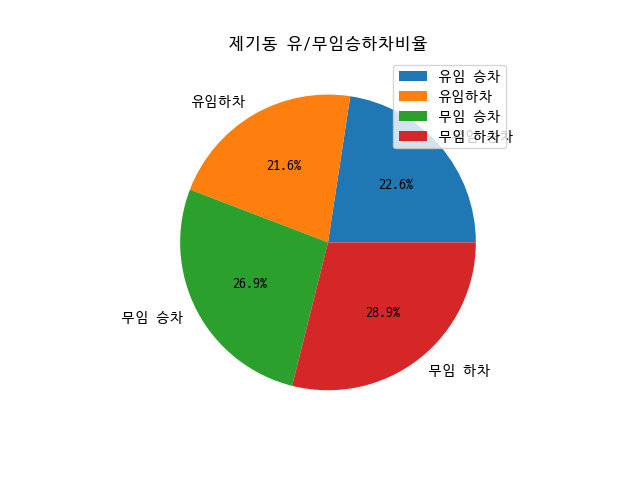 제기동 유/무임승하차비율
유임 승차
유임하차
무임 승차
무임 하차
유임하차
21.6%
22.6%
26.9%
28.9%
무임 승차
무임 하차